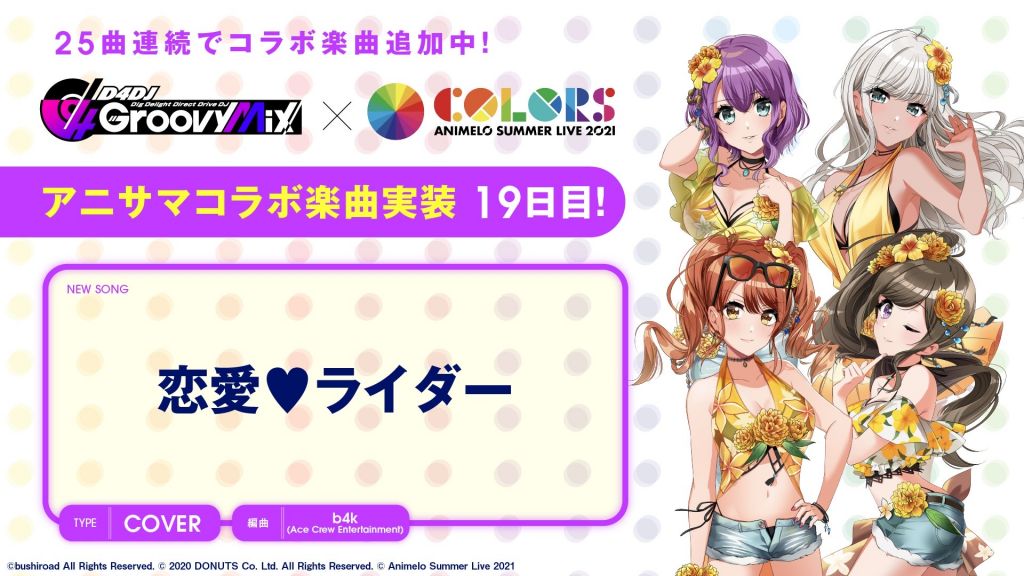 25曲連続でコラボ楽曲追加中!
D4DJ
Dig Delight Direct Drive DJ
Groovy Mix!
×
COLORS
ANIMELO SUMMER LIVE 2021
アニサマコラボ楽曲実装 19日目!
NEW SONG
恋愛♥ライダー
TYPE COVER
編曲 b4k
(Ace Crew Entertainment)
©bushiroad All Rights Reserved. © 2020 DONUTS Co. Ltd. All Rights Reserved. © Animelo Summer Live 2021